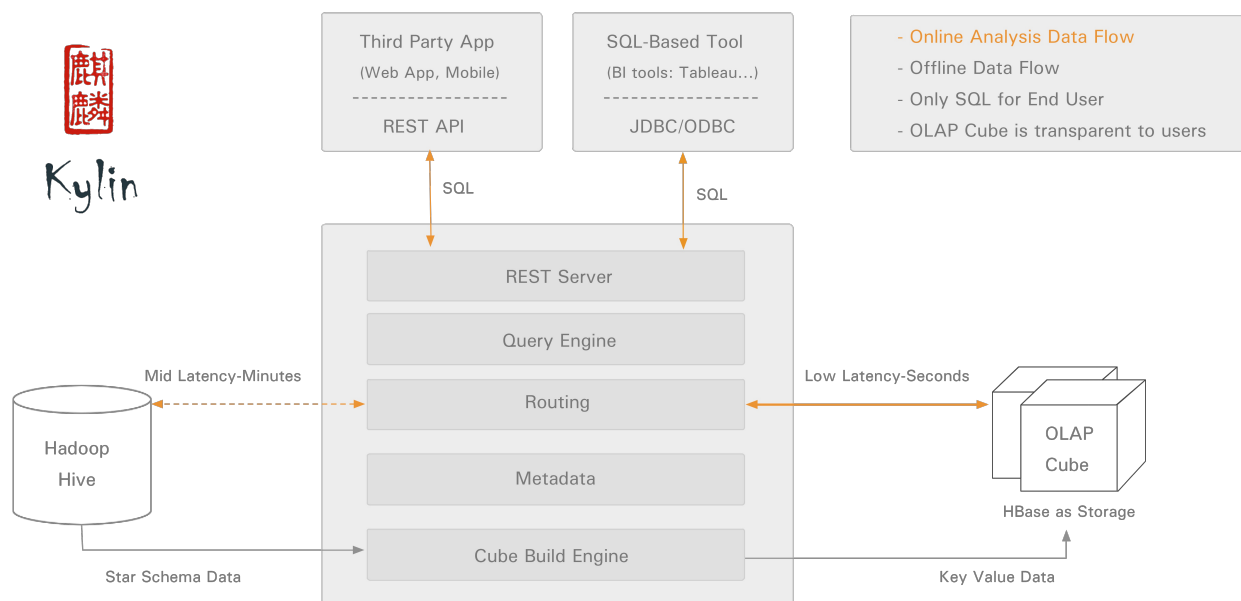 麒
麟
Kylin
Third Party App
(Web App, Mobile)
REST API
SQL-Based Tool
(BI tools: Tableau...)
JDBC/ODBC
- Online Analysis Data Flow
- Offline Data Flow
- Only SQL for End User
- OLAP Cube is transparent to users
SQL
SQL
REST Server
Query Engine
Mid Latency-Minutes
Routing
Low Latency-Seconds
Hadoop
Hive
OLAP
Cube
Metadata
HBase as Storage
Cube Build Engine
Star Schema Data
Key Value Data